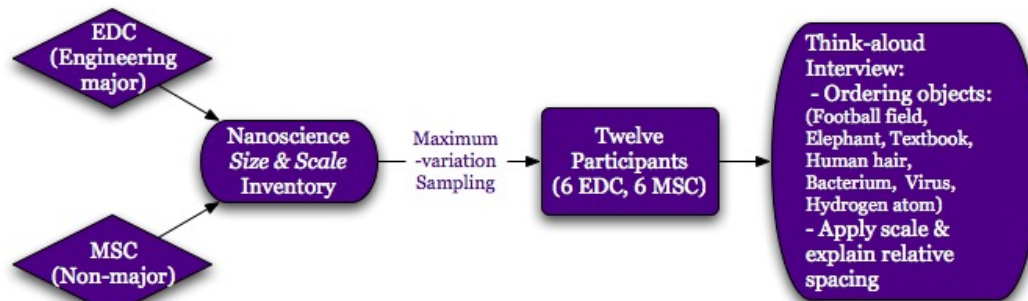 EDC
(Engineering
major)
MSC
(Non-major)
Nanoscience
Size & Scale
Inventory
Maximum
-variation
Sampling
Twelve
Participants
(6 EDC, 6 MSC)
Think-aloud
Interview:
- Ordering objects:
(Football field,
Elephant, Textbook,
Human hair,
Bacterium, Virus,
Hydrogen atom)
- Apply scale &
explain relative
spacing